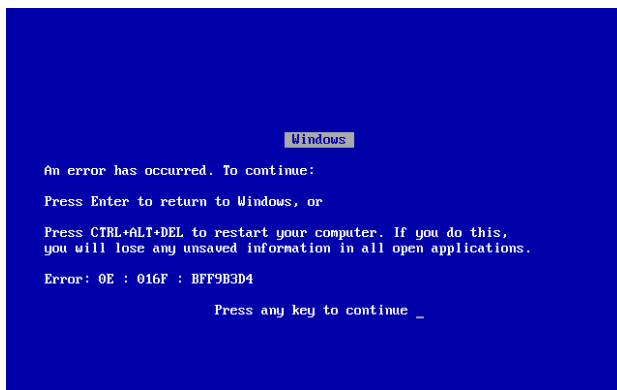 Windows
An error has occurred. To continue:
Press Enter to return to Windows, or
Press CTRL+ALT+DEL to restart your computer. If you do this,
you will lose any unsaved information in all open applications.
Error: 0E : 016F : BFF9B3D4
Press any key to continue _